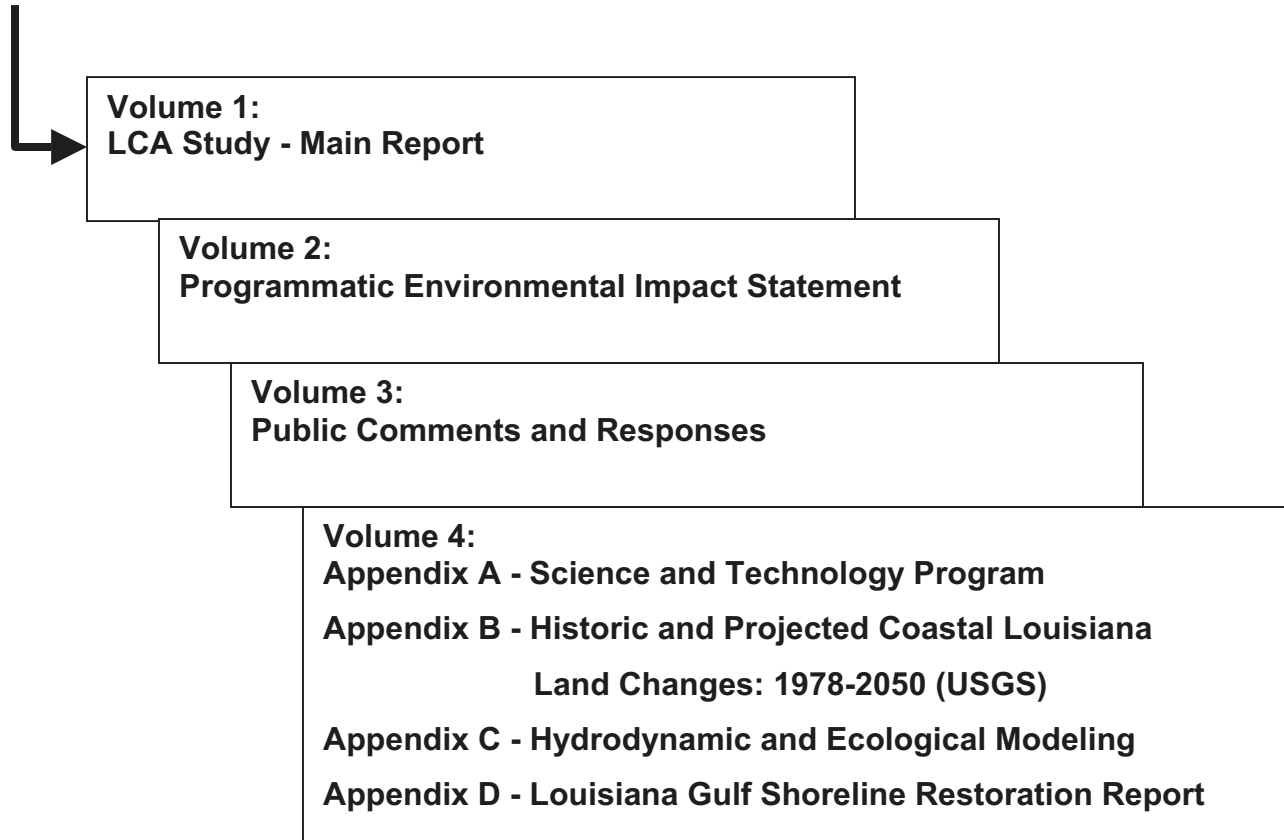 Volume 1:
LCA Study - Main Report
Volume 2:
Programmatic Environmental Impact Statement
Volume 3:
Public Comments and Responses
Volume 4:
Appendix A - Science and Technology Program
Appendix B - Historic and Projected Coastal Louisiana
Land Changes: 1978-2050 (USGS)
Appendix C - Hydrodynamic and Ecological Modeling
Appendix D - Louisiana Gulf Shoreline Restoration Report